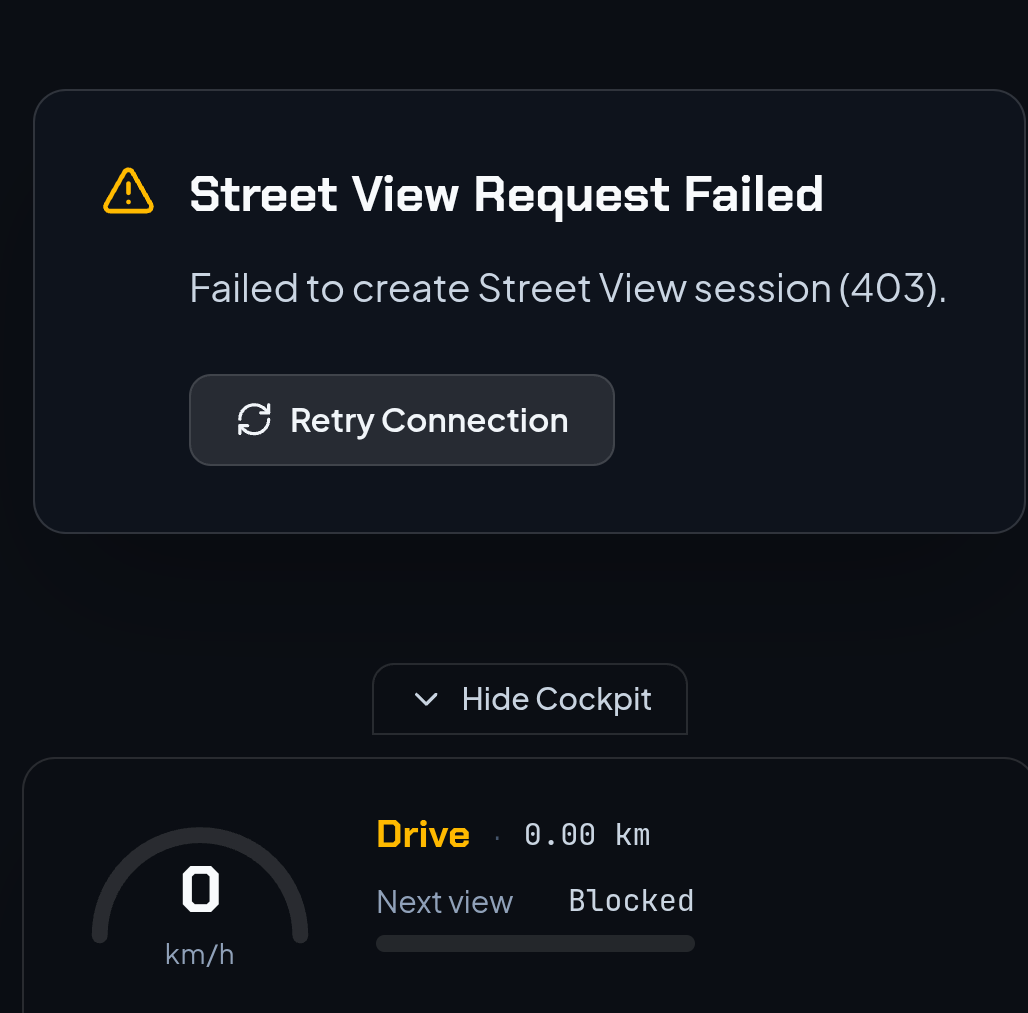 Street View Request Failed
Failed to create Street View session (403).
Retry Connection
Hide Cockpit
Drive · 0.00 km
0
Next view Blocked
km/h